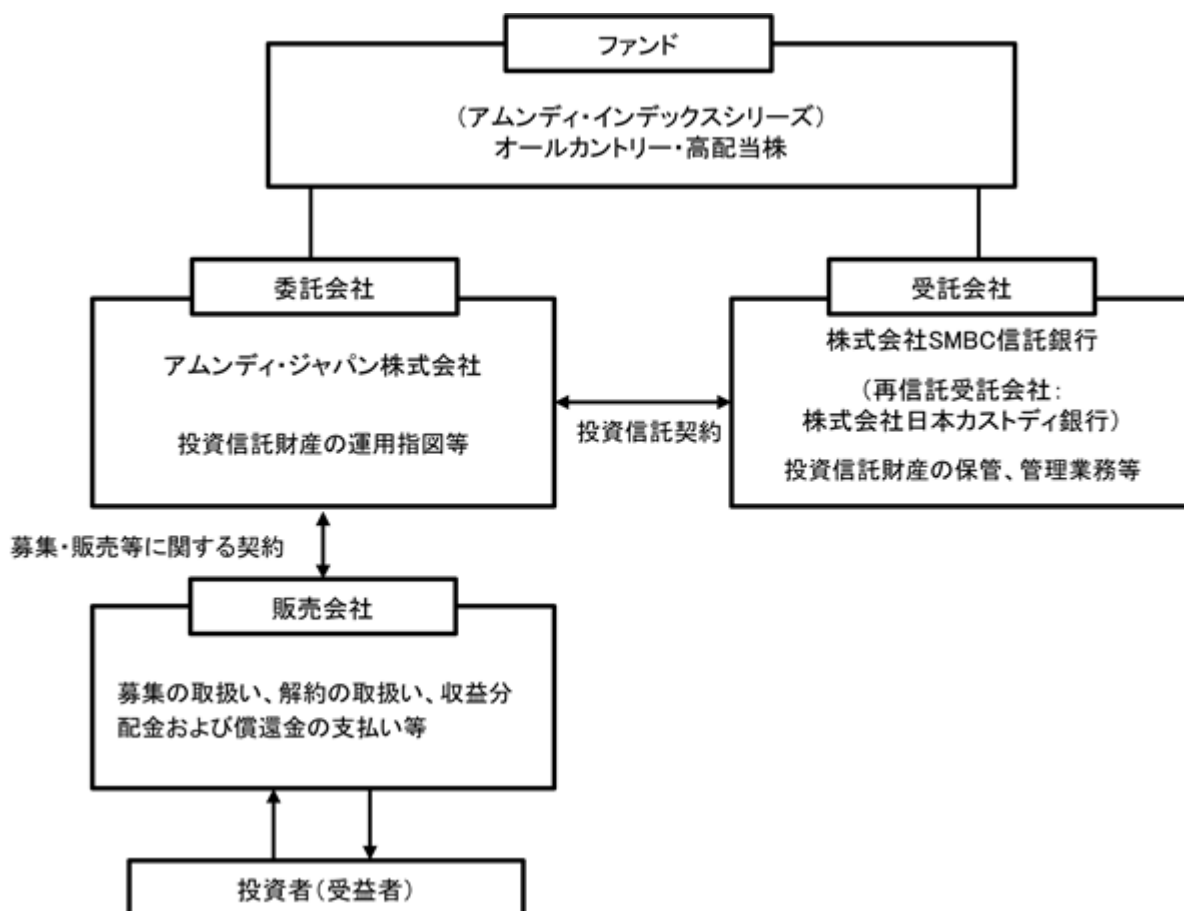 ファンド
(アムンディ・インデックスシリーズ)
オールカントリー・高配当株
委託会社
アムンディ・ジャパン株式会社
投資信託財産の運用指図等
投資信託契約
受託会社
株式会社SMBC信託銀行
(再信託受託会社:
株式会社日本カストディ銀行)
投資信託財産の保管、管理業務等
募集・販売等に関する契約
販売会社
募集の取扱い、解約の取扱い、収益分
配金および償還金の支払い等
投資者(受益者)